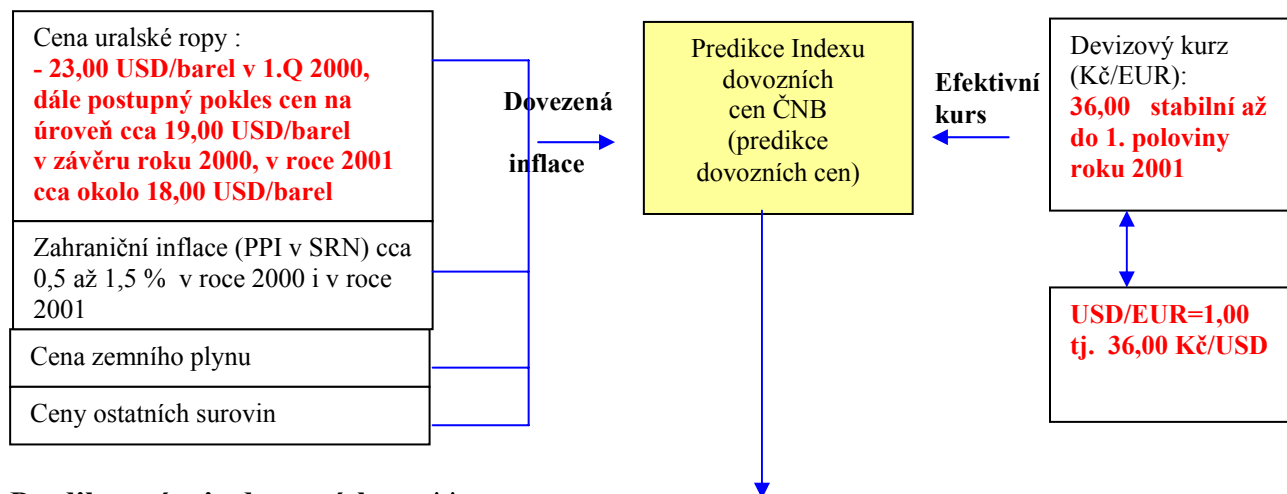 Cena uralské ropy :
- 23,00 USD/barel v 1.Q 2000,
dále postupný pokles cen na
úroveň cca 19,00 USD/barel
v závěru roku 2000, v roce 2001
cca okolo 18,00 USD/barel
Zahraniční inflace (PPI v SRN) cca
0,5 až 1,5 % v roce 2000 i v roce
2001
Cena zemního plynu
Ceny ostatních surovin
Dovezená
inflace
Predikce Indexu
dovozních
cen ČNB
(predikce
dovozních cen)
Efektivní
kurs
Devizový kurz
(Kč/EUR):
36,00 stabilní až
do 1. poloviny
roku 2001
USD/EUR=1,00
tj. 36,00 Kč/USD